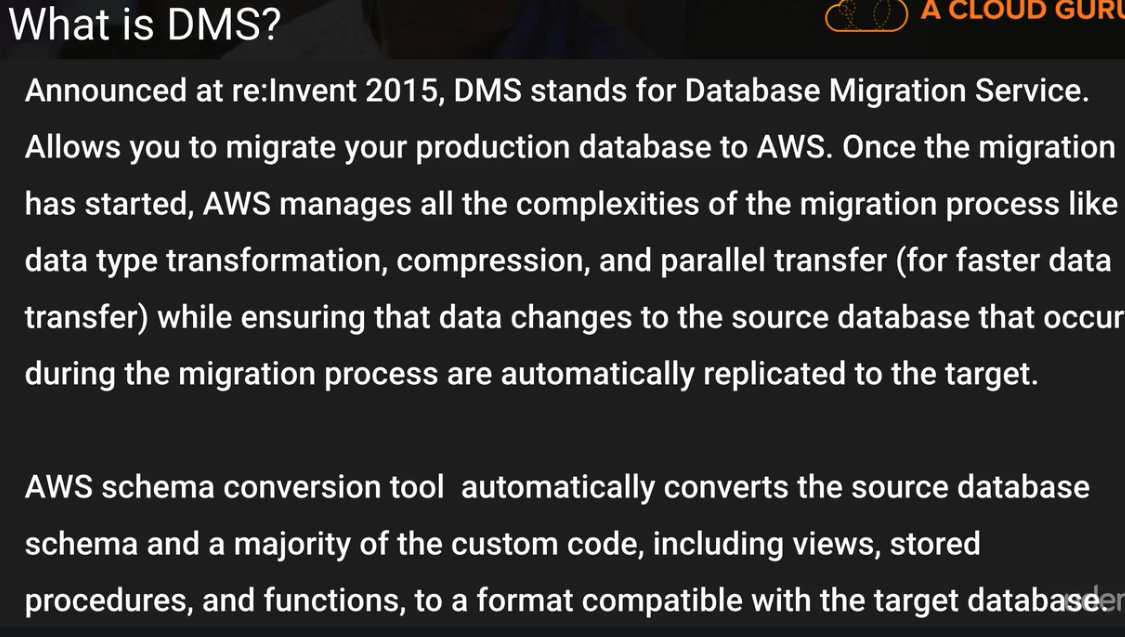 What is DMS?
A CLOUD GURU
Announced at re:Invent 2015, DMS stands for Database Migration Service.
Allows you to migrate your production database to AWS. Once the migration
has started, AWS manages all the complexities of the migration process like
data type transformation, compression, and parallel transfer (for faster data
transfer) while ensuring that data changes to the source database that occur
during the migration process are automatically replicated to the target.
AWS schema conversion tool  automatically converts the source database
schema and a majority of the custom code, including views, stored
procedures, and functions, to a format compatible with the target database.